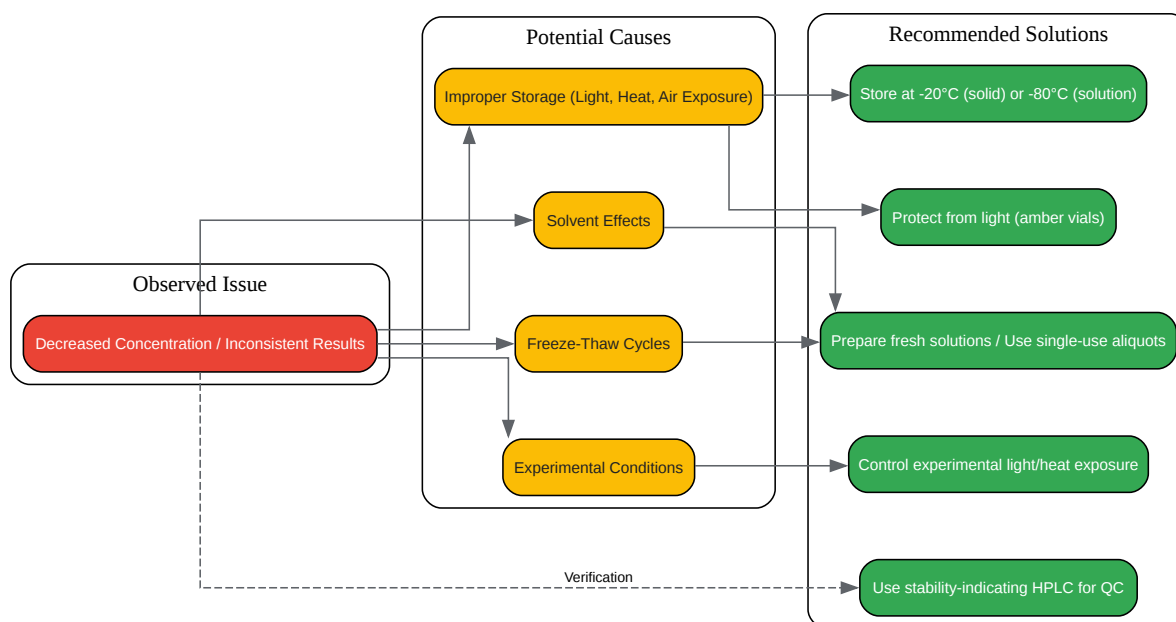 Observed Issue
Decreased Concentration / Inconsistent Results
Potential Causes
Improper Storage (Light, Heat, Air Exposure)
Solvent Effects
Freeze-Thaw Cycles
Experimental Conditions
Verification
Recommended Solutions
Store at -20°C (solid) or -80°C (solution)
Protect from light (amber vials)
Prepare fresh solutions / Use single-use aliquots
Control experimental light/heat exposure
Use stability-indicating HPLC for QC